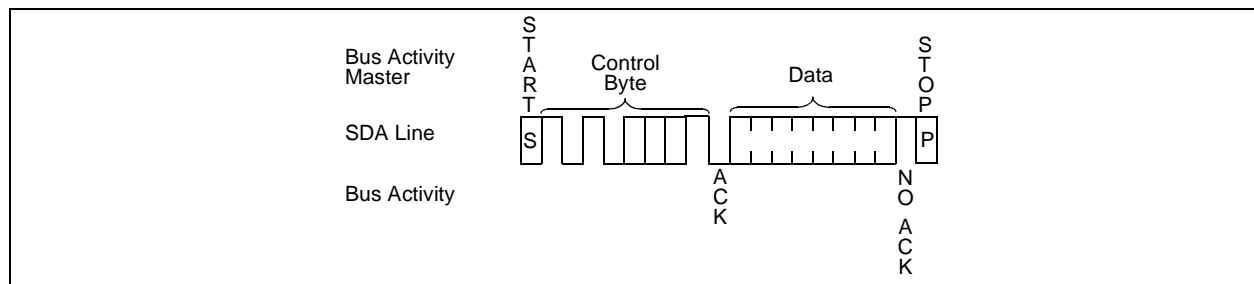 Bus Activity
Master
START
Control
Byte
Data
STOP
SDA Line
S
P
Bus Activity
ACK
NO ACK